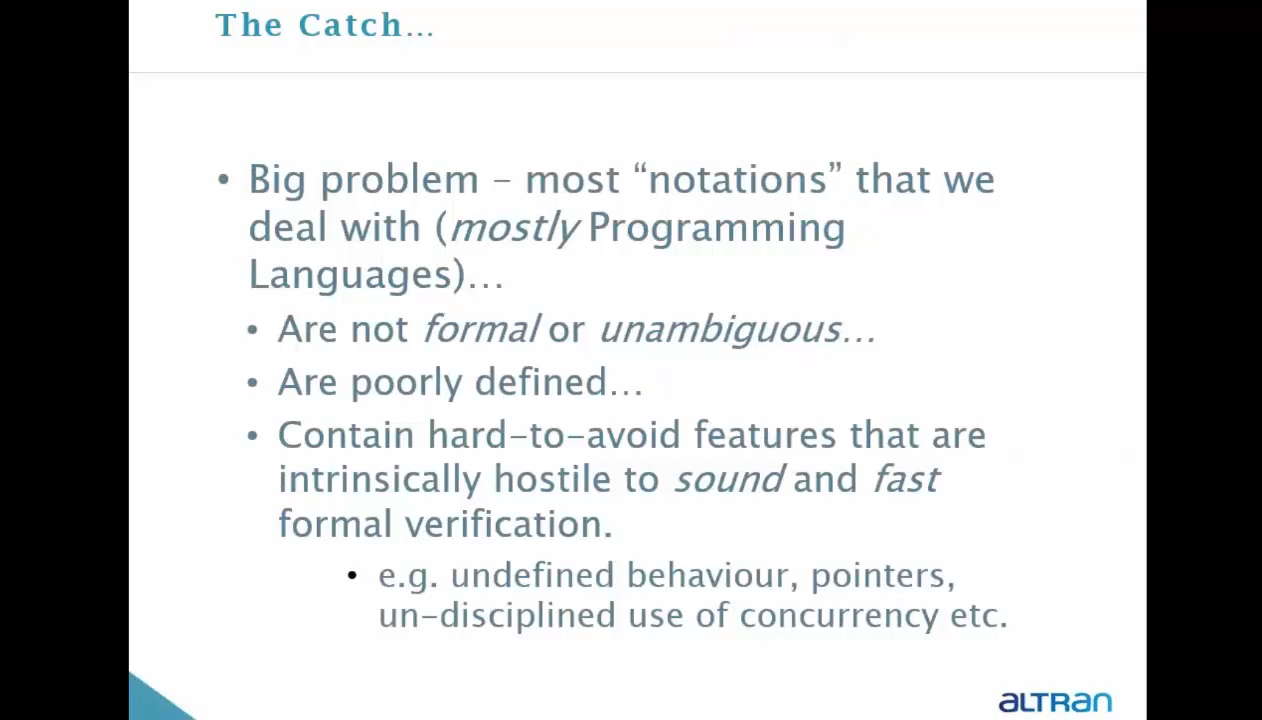 The Catch…
• Big problem – most “notations” that we
deal with (mostly Programming
Languages)…
• Are not formal or unambiguous…
• Are poorly defined…
• Contain hard-to-avoid features that are
intrinsically hostile to sound and fast
formal verification.
• e.g. undefined behaviour, pointers,
un-disciplined use of concurrency etc.
ALTRAN